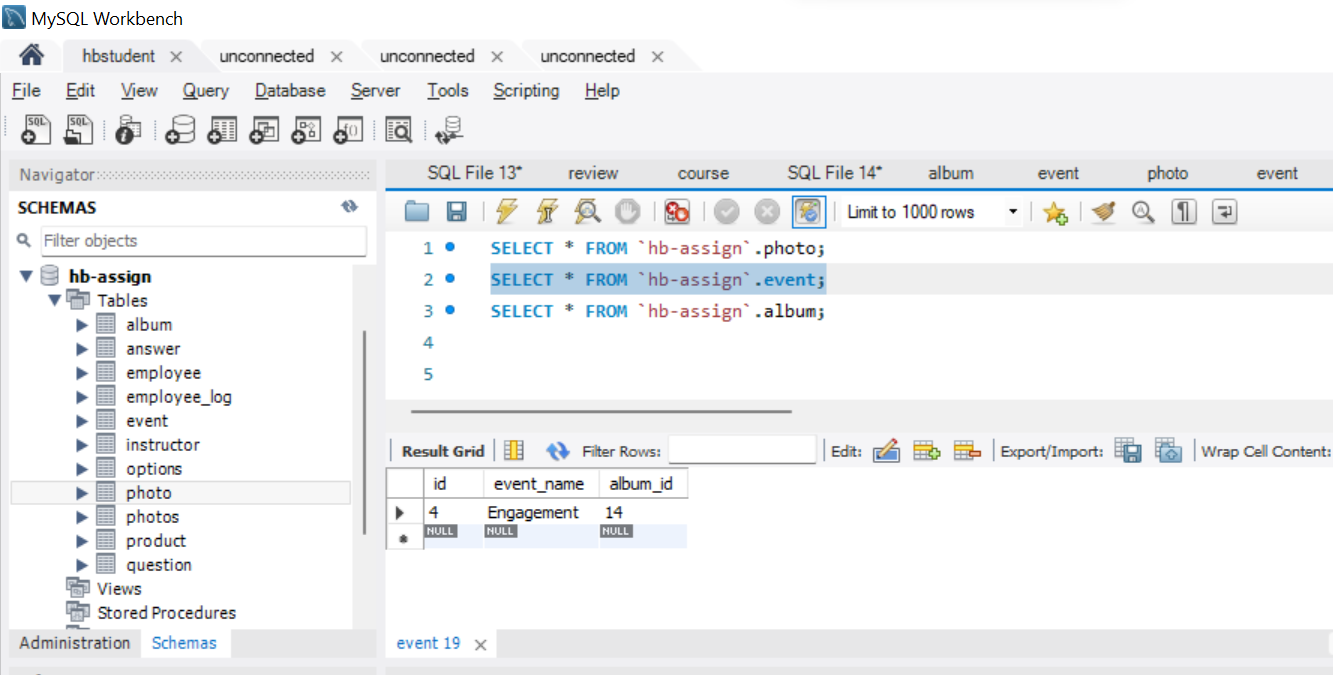 MySQL Workbench
hbstudent unconnected unconnected unconnected
File Edit View Query Database Server Tools Scripting Help
SQL SQL
Navigator
SCHEMAS
Filter objects
hb-assign
Tables
album
answer
employee
employee_log
event
instructor
options
photo
photos
product
question
Views
Stored Procedures
Administration Schemas
SQL File 13* review course SQL File 14* album event photo event
Limit to 1000 rows
1 SELECT * FROM `hb-assign`.photo;
2 SELECT * FROM `hb-assign`.event;
3 SELECT * FROM `hb-assign`.album;
4
5
Result Grid Filter Rows: Edit: Export/Import: Wrap Cell Content:
id event_name album_id
4 Engagement 14
NULL NULL NULL
event 19